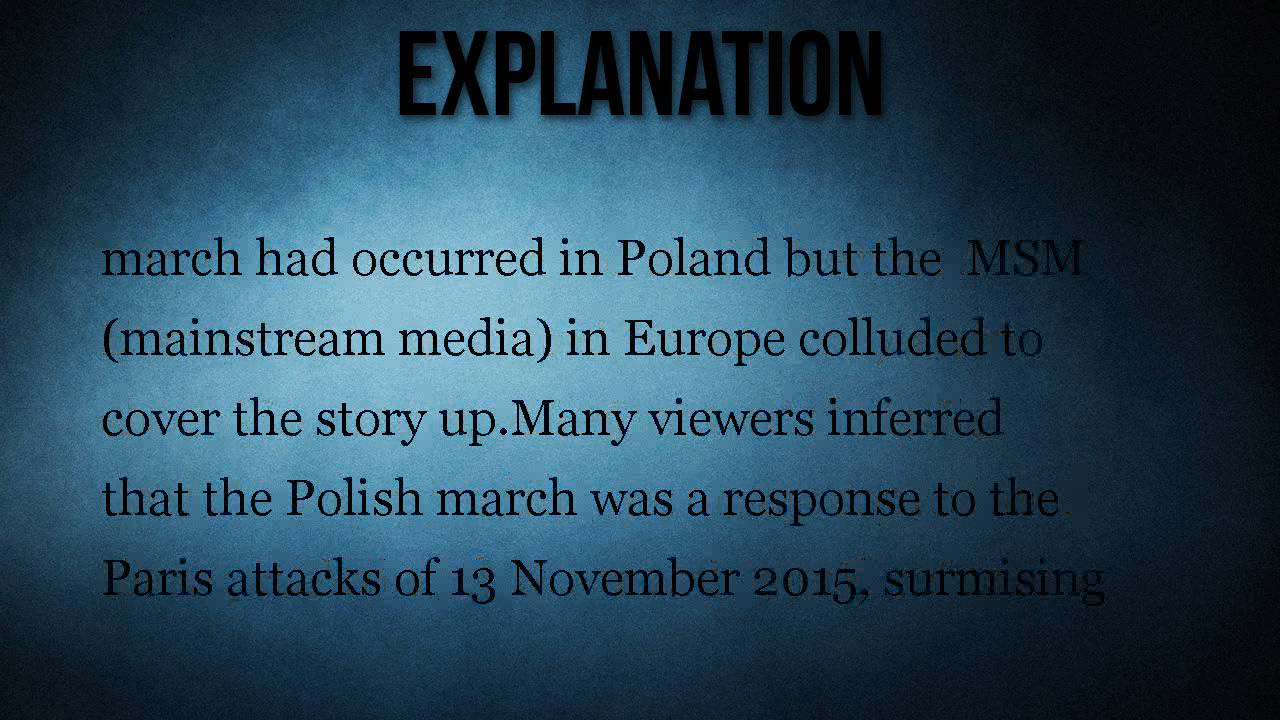 EXPLANATION
march had occurred in Poland but the MSM
(mainstream media) in Europe colluded to
cover the story up.Many viewers inferred
that the Polish march was a response to the
Paris attacks of 13 November 2015, surmising